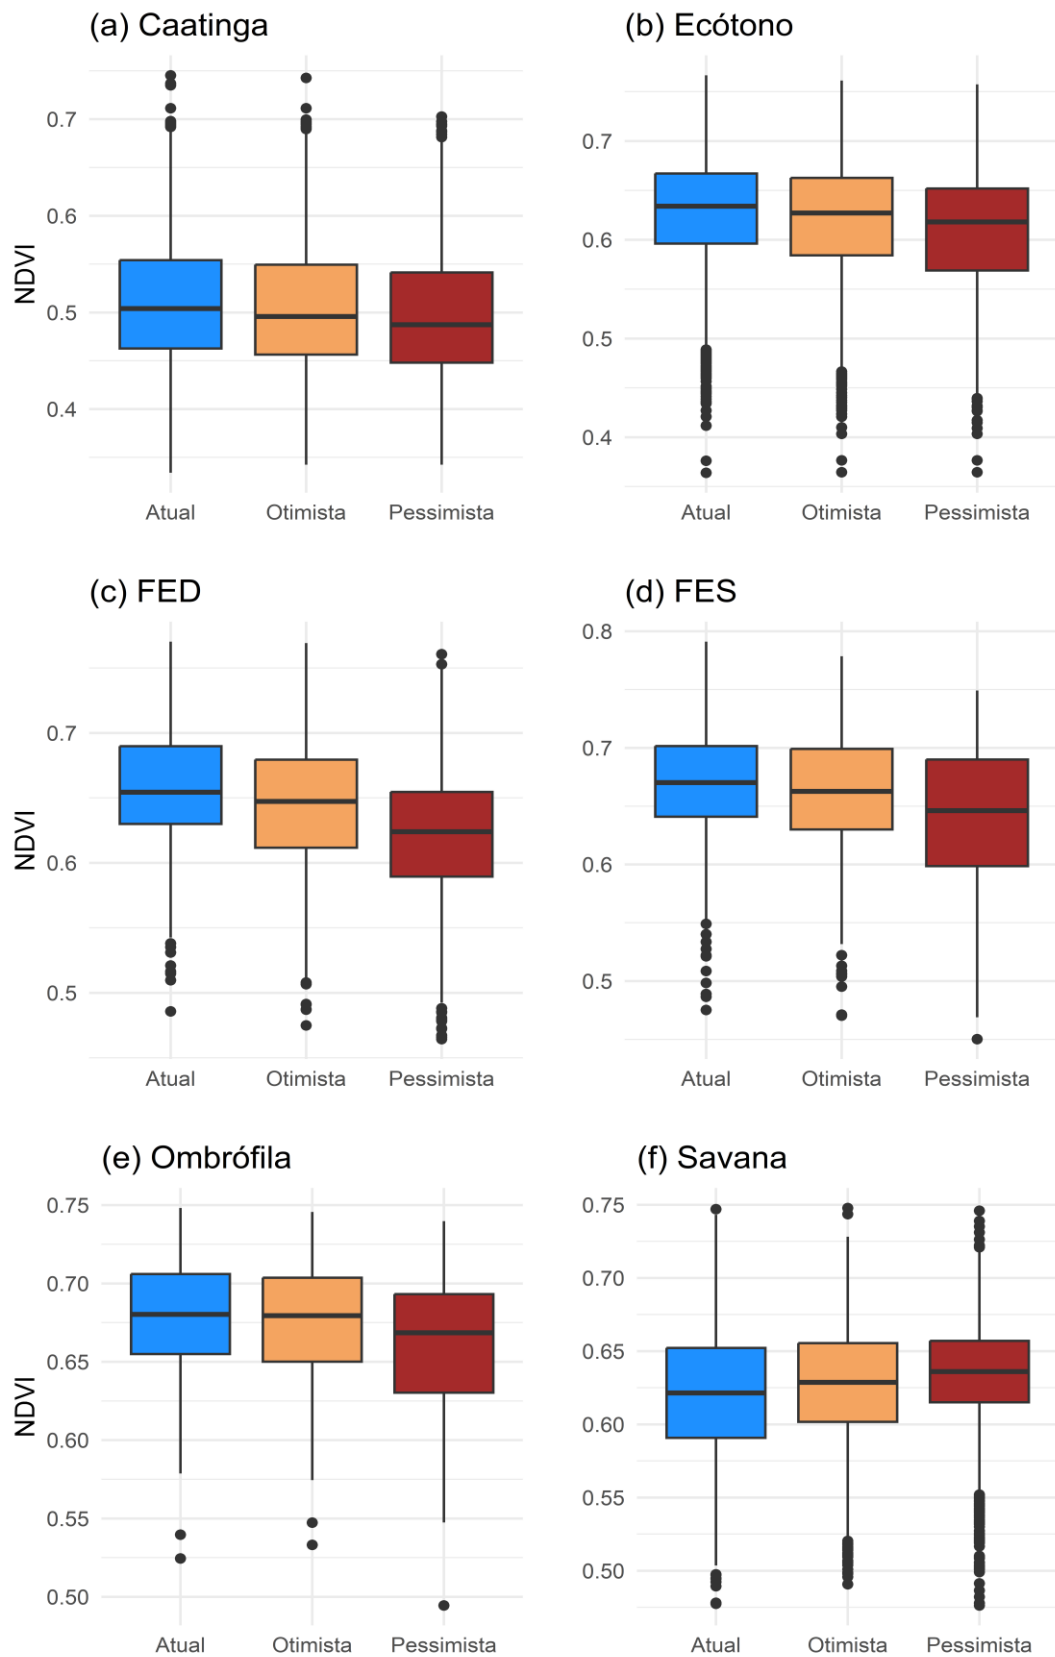 (a) Caatinga
(b) Ecótono
NDVI
0.7
0.6
0.5
0.4
Atual Otimista Pessimista
0.7
0.6
0.5
0.4
Atual Otimista Pessimista
(c) FED
(d) FES
NDVI
0.7
0.6
0.5
Atual Otimista Pessimista
0.8
0.7
0.6
0.5
Atual Otimista Pessimista
(e) Ombrófila
(f) Savana
NDVI
0.75
0.70
0.65
0.60
0.55
0.50
Atual Otimista Pessimista
0.75
0.70
0.65
0.60
0.55
0.50
Atual Otimista Pessimista